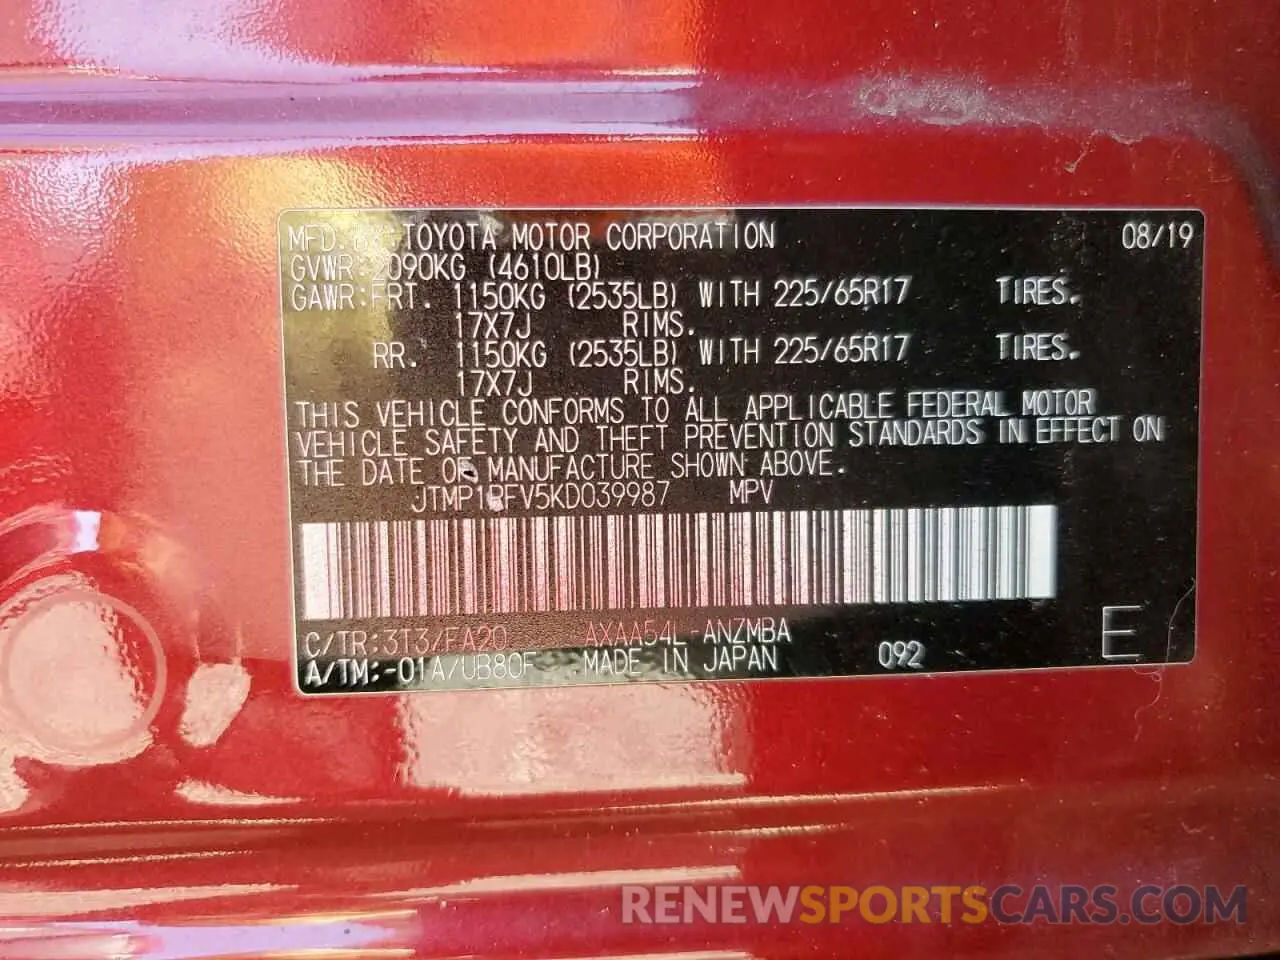 MFD. BY: TOYOTA MOTOR CORPORATION 08/19
GVWR: 2090KG (4610LB)
GAWR: FRT. 1150KG (2535LB) WITH 225/65R17 TIRES.
17X7J RIMS.
RR. 1150KG (2535LB) WITH 225/65R17 TIRES.
17X7J RIMS.
THIS VEHICLE CONFORMS TO ALL APPLICABLE FEDERAL MOTOR
VEHICLE SAFETY AND THEFT PREVENTION STANDARDS IN EFFECT ON
THE DATE OF MANUFACTURE SHOWN ABOVE.
JTMP1RFV5KD039987 MPV
C/TR:3T3/FA20 AXAA54L-ANZMBA
A/TM:-01A/UB80F MADE IN JAPAN 092 E
RENEWSPORTSCARS.COM